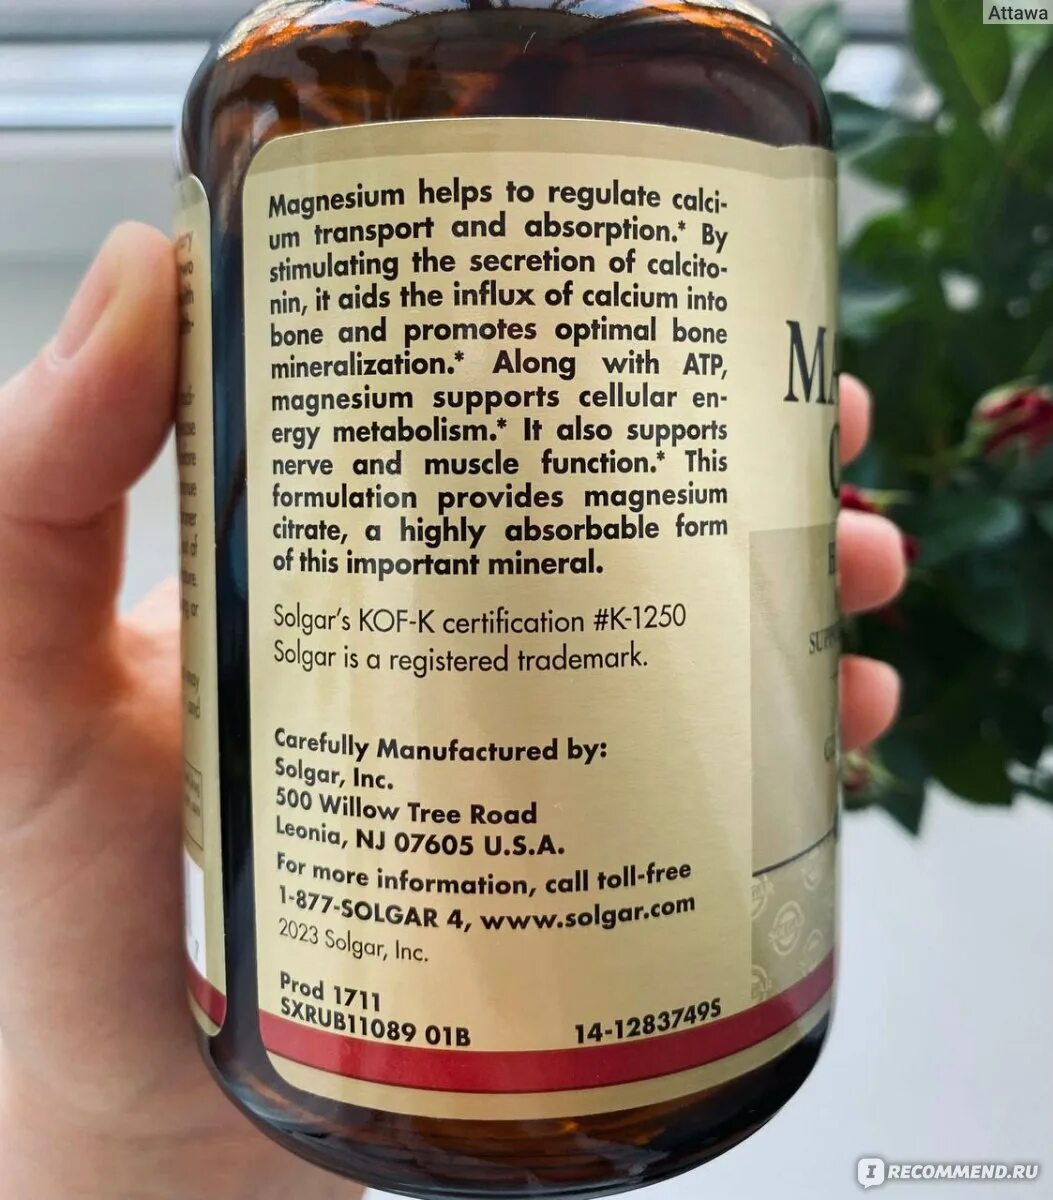 Attawa
Magnesium helps to regulate calci-
um transport and absorption.* By
stimulating the secretion of calcito-
nin, it aids the influx of calcium into
bone and promotes optimal bone
mineralization.* Along with ATP,
magnesium supports cellular en-
ergy metabolism.* It also supports
nerve and muscle function.* This
formulation provides magnesium
citrate, a highly absorbable form
of this important mineral.
Solgar's KOF-K certification #K-1250
Solgar is a registered trademark.
Carefully Manufactured by:
Solgar, Inc.
500 Willow Tree Road
Leonia, NJ 07605 U.S.A.
For more information, call toll-free
1-877-SOLGAR 4, www.solgar.com
2023 Solgar, Inc.
Prod 1711
SXRUB11089 01B
14-1283749S
MA
IRECOMMEND.RU